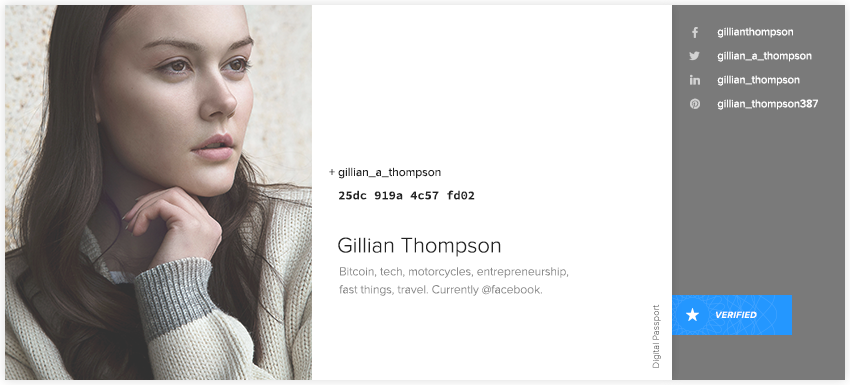 + gillian_a_thompson
25dc 919a 4c57 fd02
Gillian Thompson
Bitcoin, tech, motorcycles, entrepreneurship,
fast things, travel. Currently @facebook.
Digital Passport
gillianthompson
gillian_a_thompson
gillian_thompson
gillian_thompson387
VERIFIED